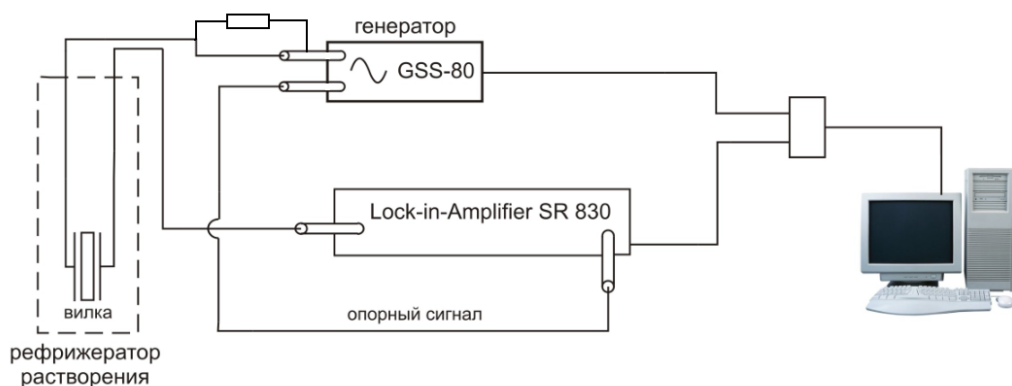 генератор
GSS-80
Lock-in-Amplifier SR 830
вилка
опорный сигнал
рефрижератор
растворения